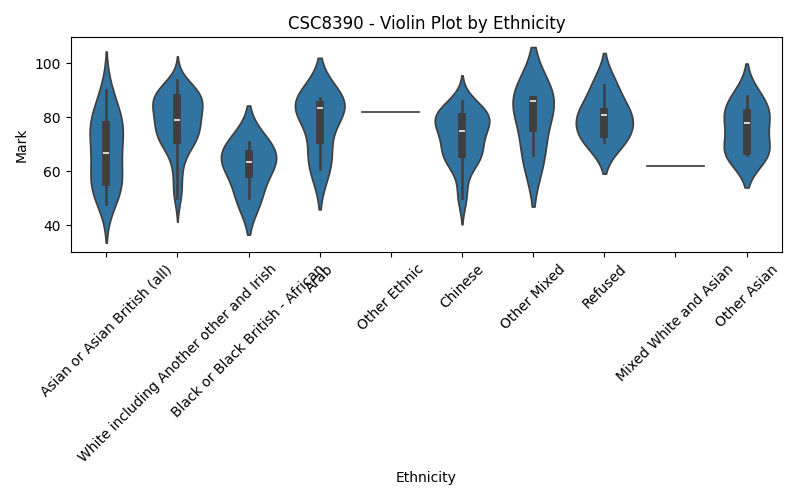 CSC8390 - Violin Plot by Ethnicity
Mark
100
80
60
40
Asian or Asian British (all)
White including Another other and Irish
Black or Black British - African
Arab
Other Ethnic
Chinese
Other Mixed
Refused
Mixed White and Asian
Other Asian
Ethnicity